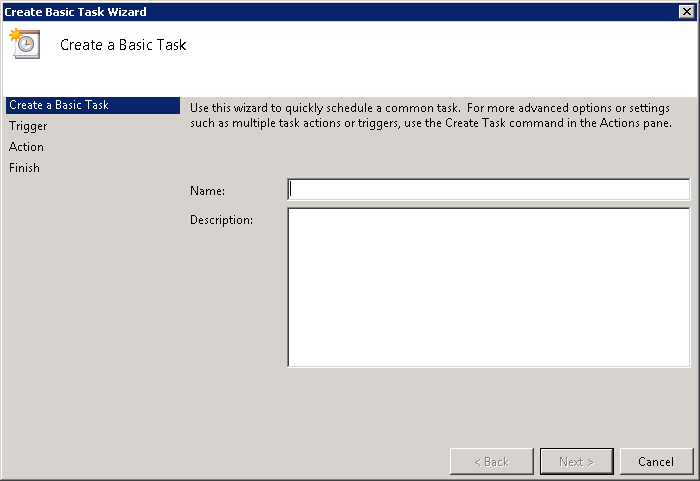 Create Basic Task Wizard
Create a Basic Task
Create a Basic Task
Trigger
Action
Finish
Use this wizard to quickly schedule a common task. For more advanced options or settings
such as multiple task actions or triggers, use the Create Task command in the Actions pane.
Name:
Description:
< Back
Next >
Cancel